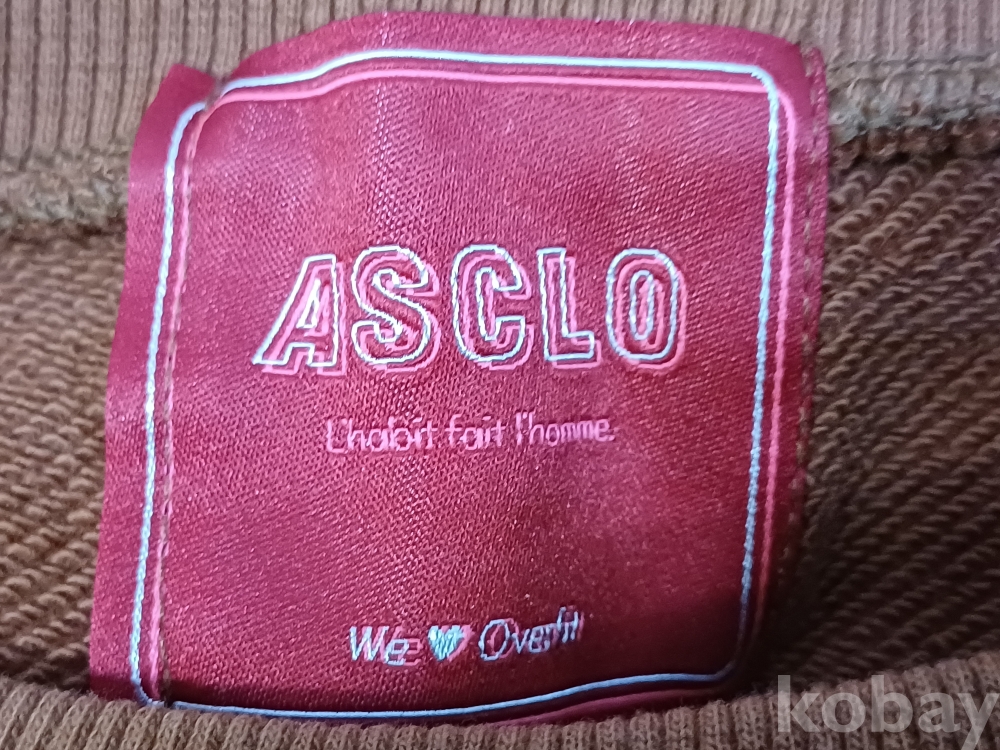 ASCLO
L'habit fait l'homme.
We ♥ Overfit
kobay